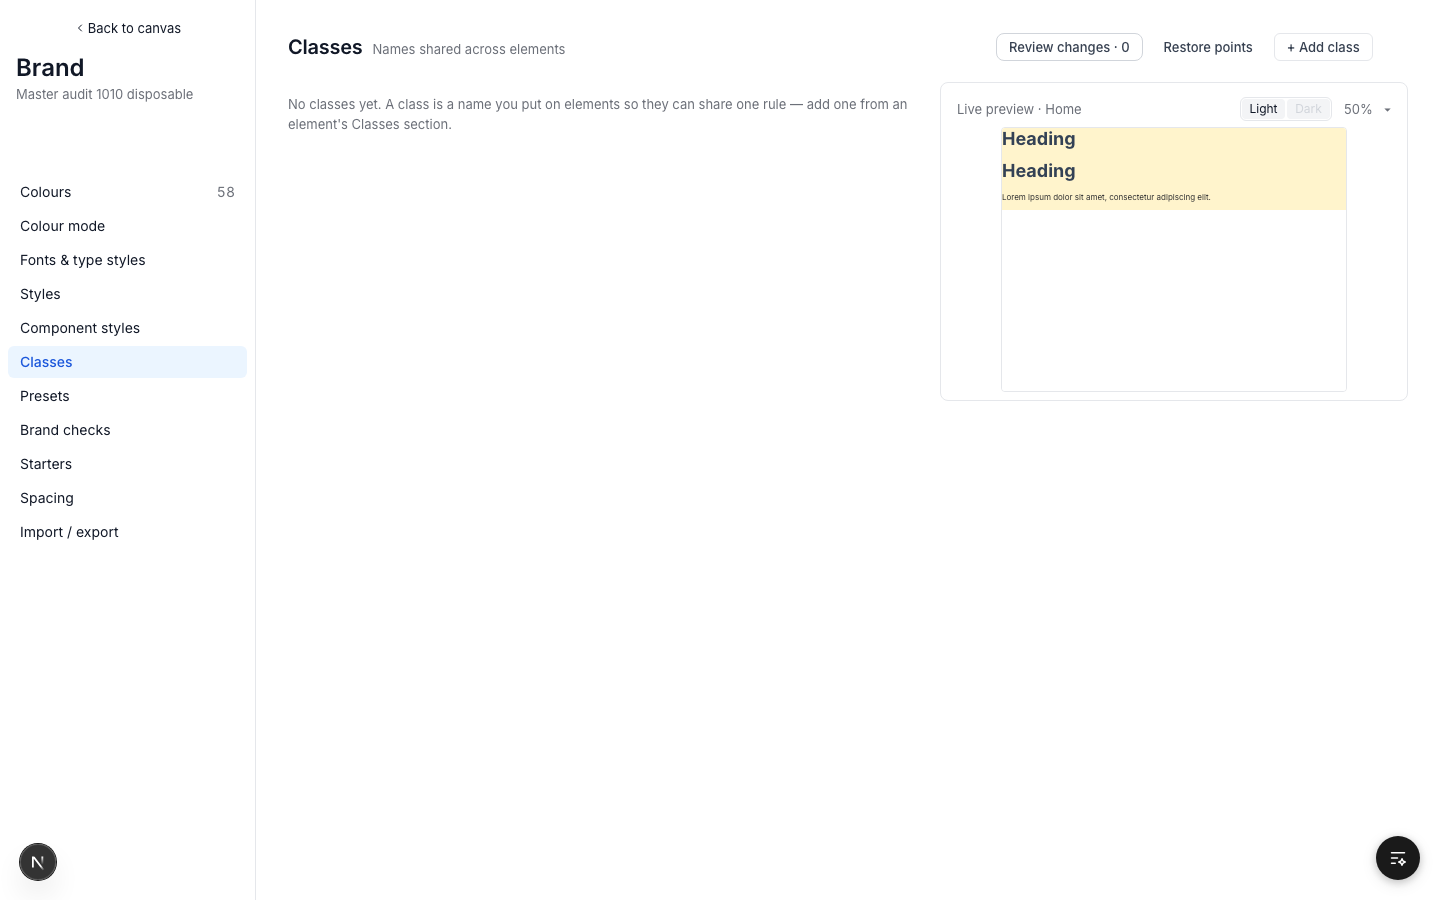 ‹ Back to canvas
Brand
Master audit 1010 disposable
Colours 58
Colour mode
Fonts & type styles
Styles
Component styles
Classes
Presets
Brand checks
Starters
Spacing
Import / export
N
Classes Names shared across elements
Review changes · 0 Restore points + Add class
No classes yet. A class is a name you put on elements so they can share one rule — add one from an
element's Classes section.
Live preview · Home Light Dark 50%
Heading
Heading
Lorem ipsum dolor sit amet, consectetur adipiscing elit.